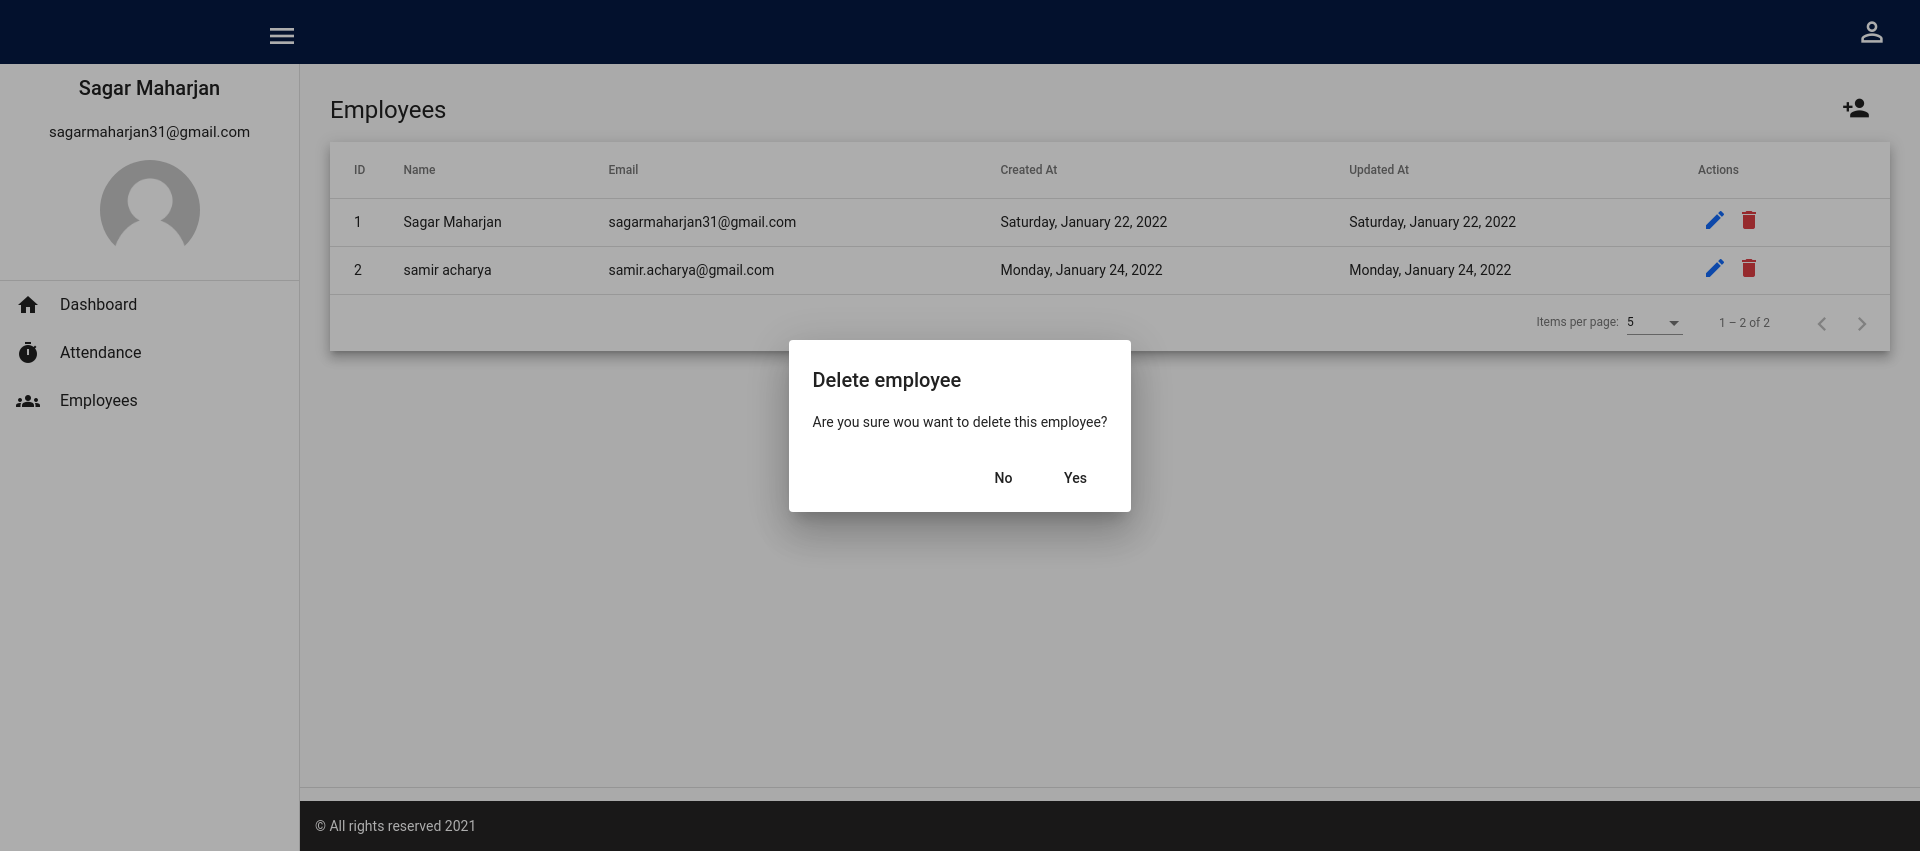 Sagar Maharjan
sagarmaharjan31@gmail.com
Dashboard
Attendance
Employees
Employees
ID Name Email Created At Updated At Actions
1 Sagar Maharjan sagarmaharjan31@gmail.com Saturday, January 22, 2022 Saturday, January 22, 2022
2 samir acharya samir.acharya@gmail.com Monday, January 24, 2022 Monday, January 24, 2022
Items per page: 5 1 – 2 of 2
Delete employee
Are you sure wou want to delete this employee?
No Yes
© All rights reserved 2021